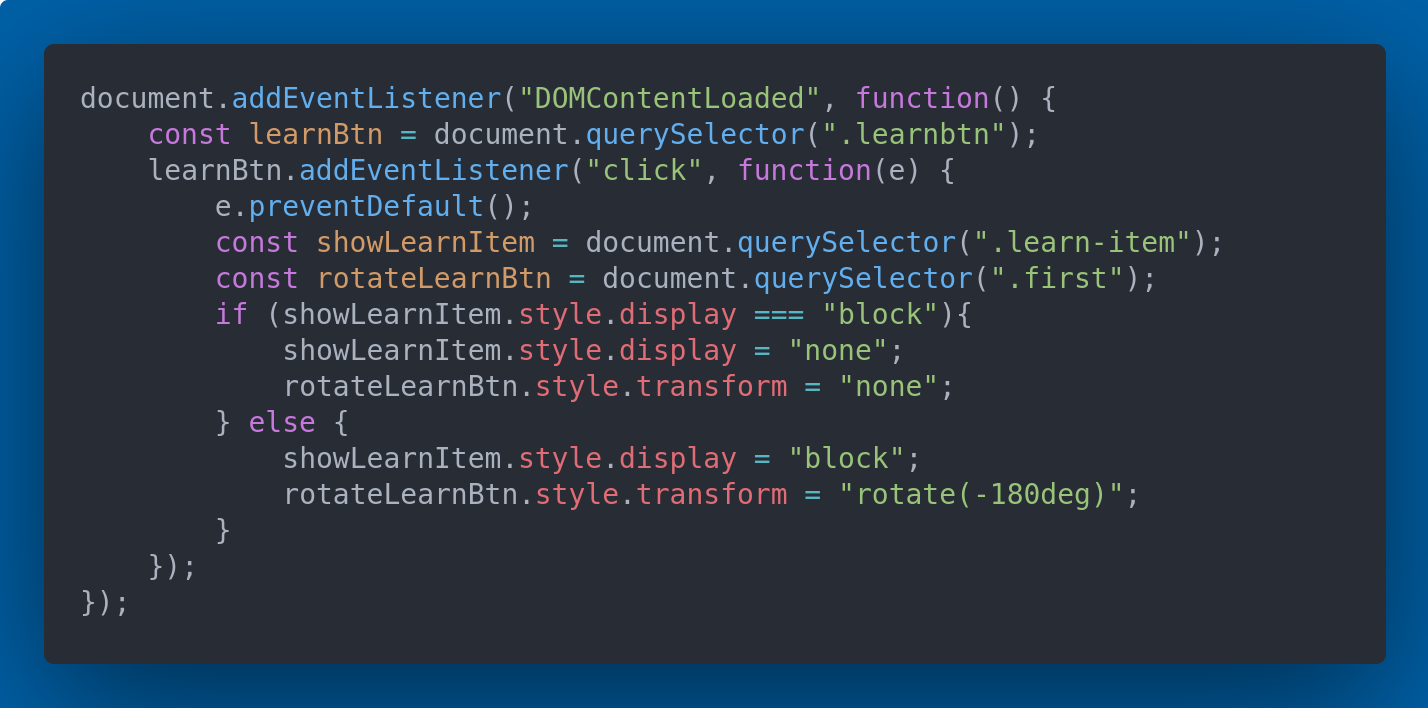 document.addEventListener("DOMContentLoaded", function() {
    const learnBtn = document.querySelector(".learnbtn");
    learnBtn.addEventListener("click", function(e) {
        e.preventDefault();
        const showLearnItem = document.querySelector(".learn-item");
        const rotateLearnBtn = document.querySelector(".first");
        if (showLearnItem.style.display === "block"){
            showLearnItem.style.display = "none";
            rotateLearnBtn.style.transform = "none";
        } else {
            showLearnItem.style.display = "block";
            rotateLearnBtn.style.transform = "rotate(-180deg)";
        }
    });
});